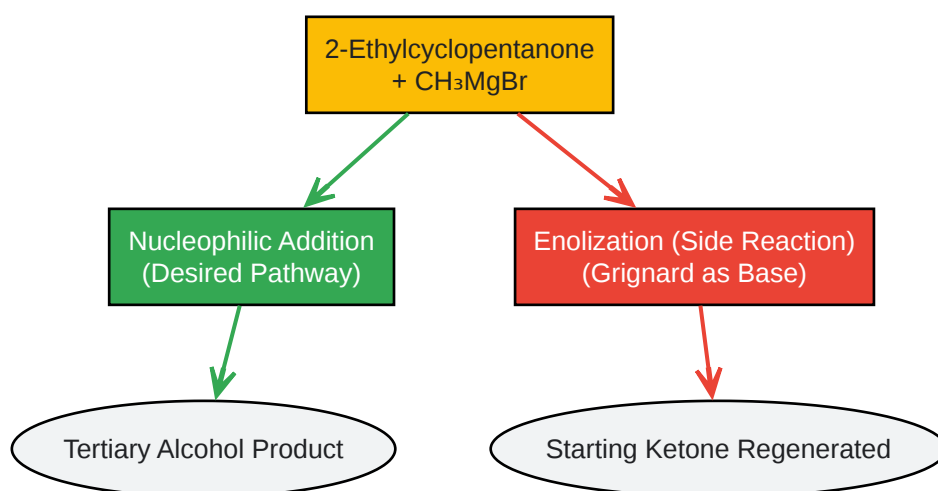 2-Ethylcyclopentanone
+ CH₃MgBr
Nucleophilic Addition
(Desired Pathway)
Enolization (Side Reaction)
(Grignard as Base)
Tertiary Alcohol Product
Starting Ketone Regenerated